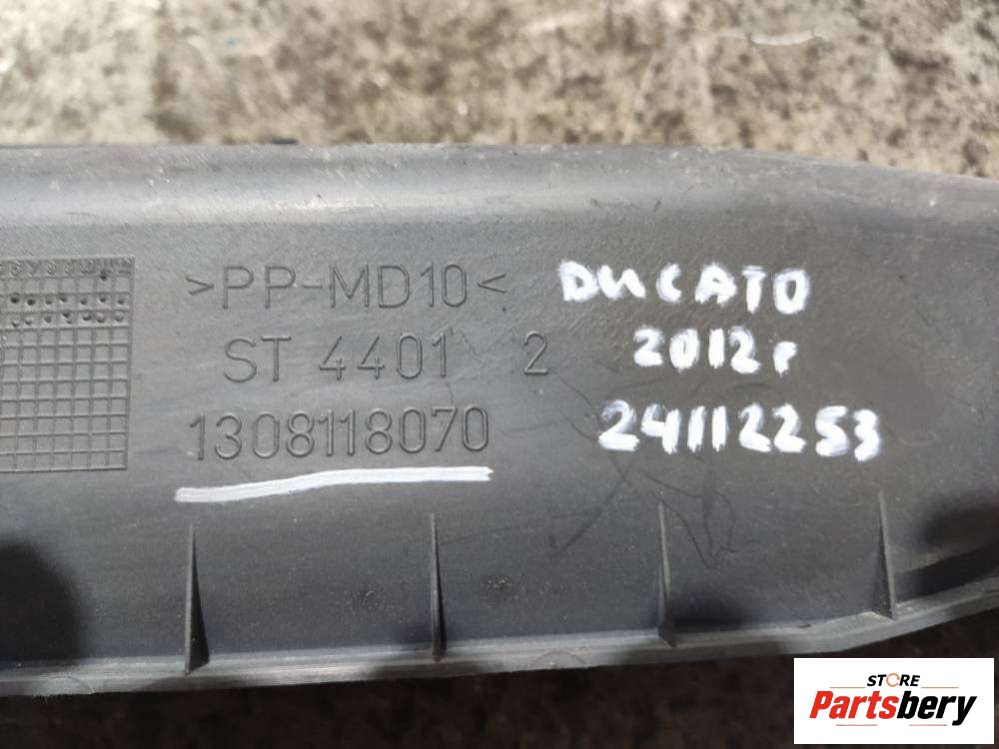 >PP-MD10<
ST 4401 2
1308118070
DUCATO
2012г
24112253
STORE
Partsbery